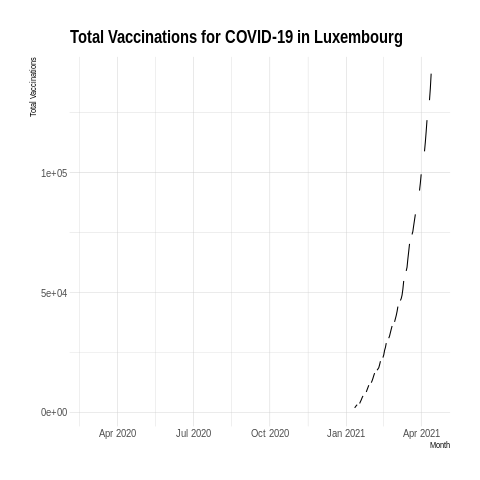 Total Vaccinations for COVID-19 in Luxembourg
Total Vaccinations
1e+05
5e+04
0e+00
Apr 2020 Jul 2020 Oct 2020 Jan 2021 Apr 2021
Month